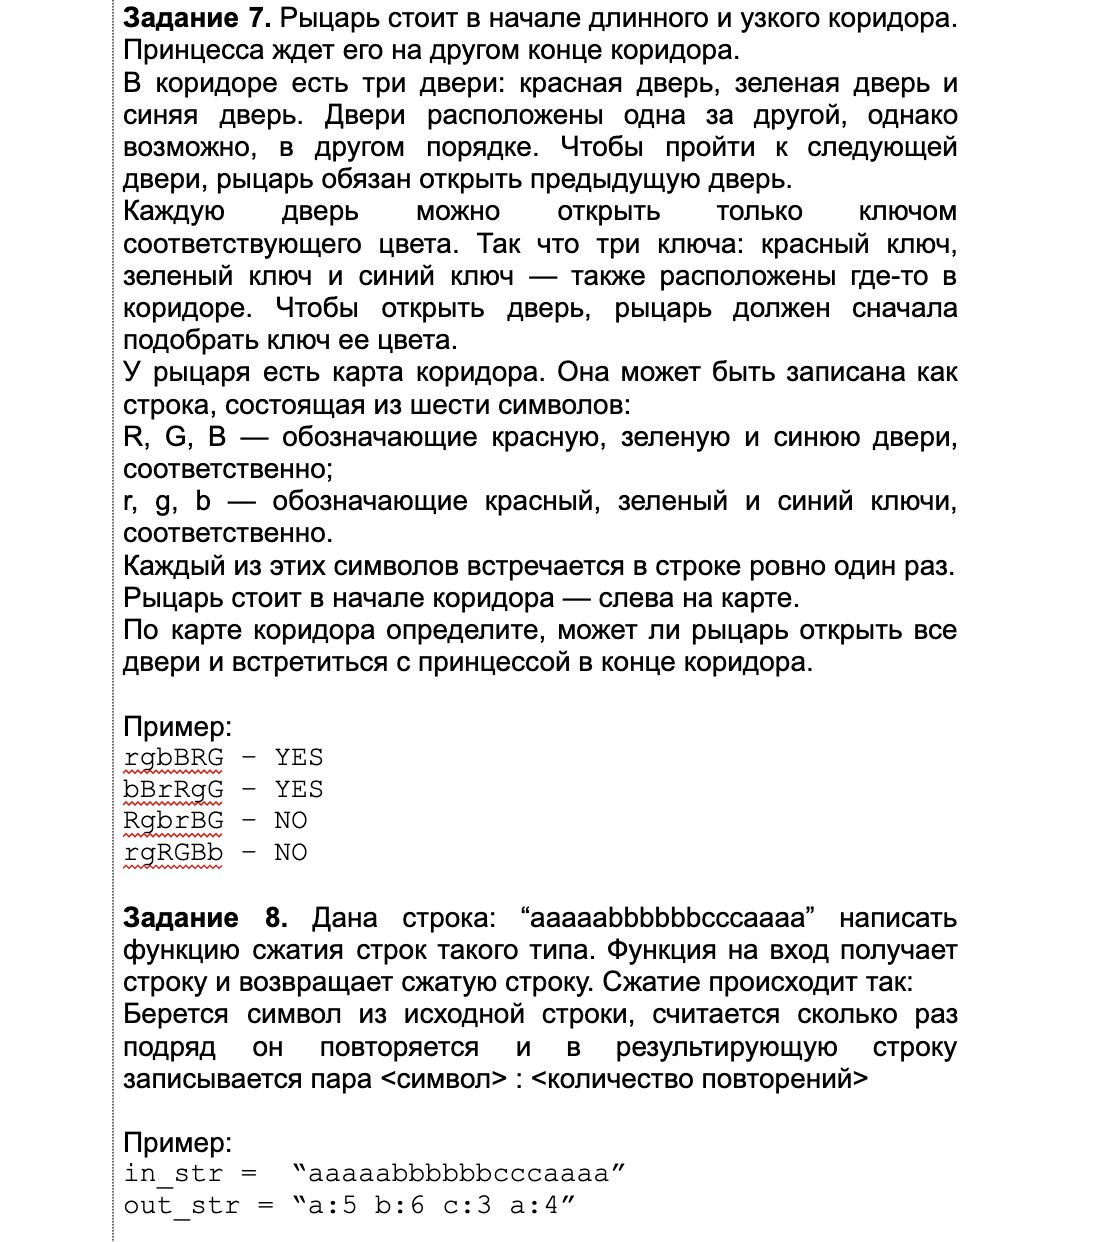 Задание 7. Рыцарь стоит в начале длинного и узкого коридора.
Принцесса ждет его на другом конце коридора.
В коридоре есть три двери: красная дверь, зеленая дверь и
синяя дверь. Двери расположены одна за другой, однако
возможно, в другом порядке. Чтобы пройти к следующей
двери, рыцарь обязан открыть предыдущую дверь.
Каждую дверь можно открыть только ключом
соответствующего цвета. Так что три ключа: красный ключ,
зеленый ключ и синий ключ — также расположены где-то в
коридоре. Чтобы открыть дверь, рыцарь должен сначала
подобрать ключ ее цвета.
У рыцаря есть карта коридора. Она может быть записана как
строка, состоящая из шести символов:
R, G, B — обозначающие красную, зеленую и синюю двери,
соответственно;
r, g, b — обозначающие красный, зеленый и синий ключи,
соответственно.
Каждый из этих символов встречается в строке ровно один раз.
Рыцарь стоит в начале коридора — слева на карте.
По карте коридора определите, может ли рыцарь открыть все
двери и встретиться с принцессой в конце коридора.
Пример:
rgbBRG – YES
bBrRgG – YES
RgbrBG – NO
rgRGBb – NO
Задание 8. Дана строка: “aaaaabbbbbbcccaaaa” написать
функцию сжатия строк такого типа. Функция на вход получает
строку и возвращает сжатую строку. Сжатие происходит так:
Берется символ из исходной строки, считается сколько раз
подряд он повторяется и в результирующую строку
записывается пара <символ> : <количество повторений>
Пример:
in_str = “aaaaabbbbbbcccaaaa”
out_str = “a:5 b:6 c:3 a:4”